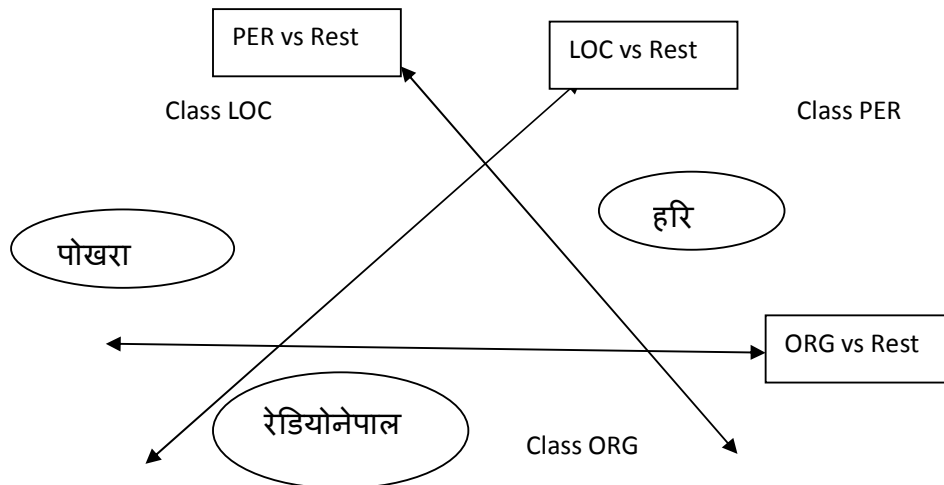 PER vs Rest
LOC vs Rest
Class LOC
Class PER
पोखरा
हरि
ORG vs Rest
रेडियोनेपाल
Class ORG